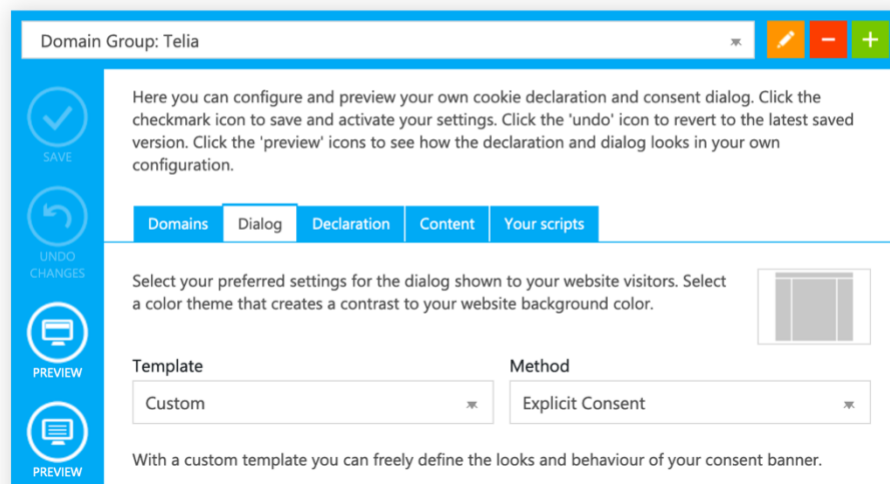 Domain Group: Telia
Here you can configure and preview your own cookie declaration and consent dialog. Click the
checkmark icon to save and activate your settings. Click the 'undo' icon to revert to the latest saved
version. Click the 'preview' icons to see how the declaration and dialog looks in your own
configuration.
SAVE
UNDO
CHANGES
PREVIEW
PREVIEW
Domains Dialog Declaration Content Your scripts
Select your preferred settings for the dialog shown to your website visitors. Select
a color theme that creates a contrast to your website background color.
Template Method
Custom Explicit Consent
With a custom template you can freely define the looks and behaviour of your consent banner.